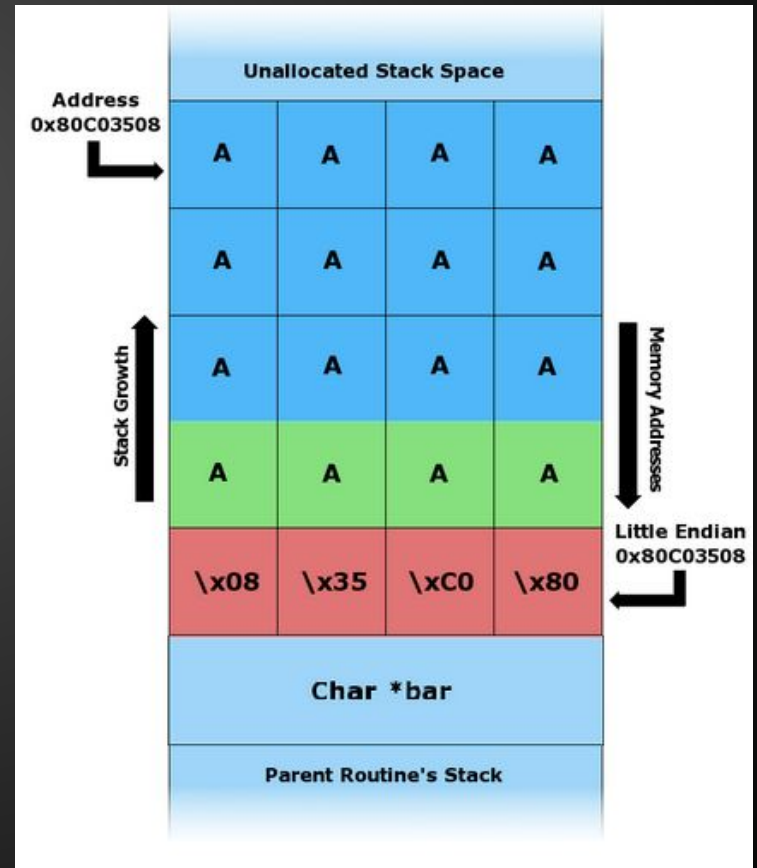 Unallocated Stack Space
Address
0x80C03508
A A A A
A A A A
Stack Growth
Memory Addresses
A A A A
A A A A
Little Endian
0x80C03508
\x08 \x35 \xC0 \x80
Char *bar
Parent Routine's Stack